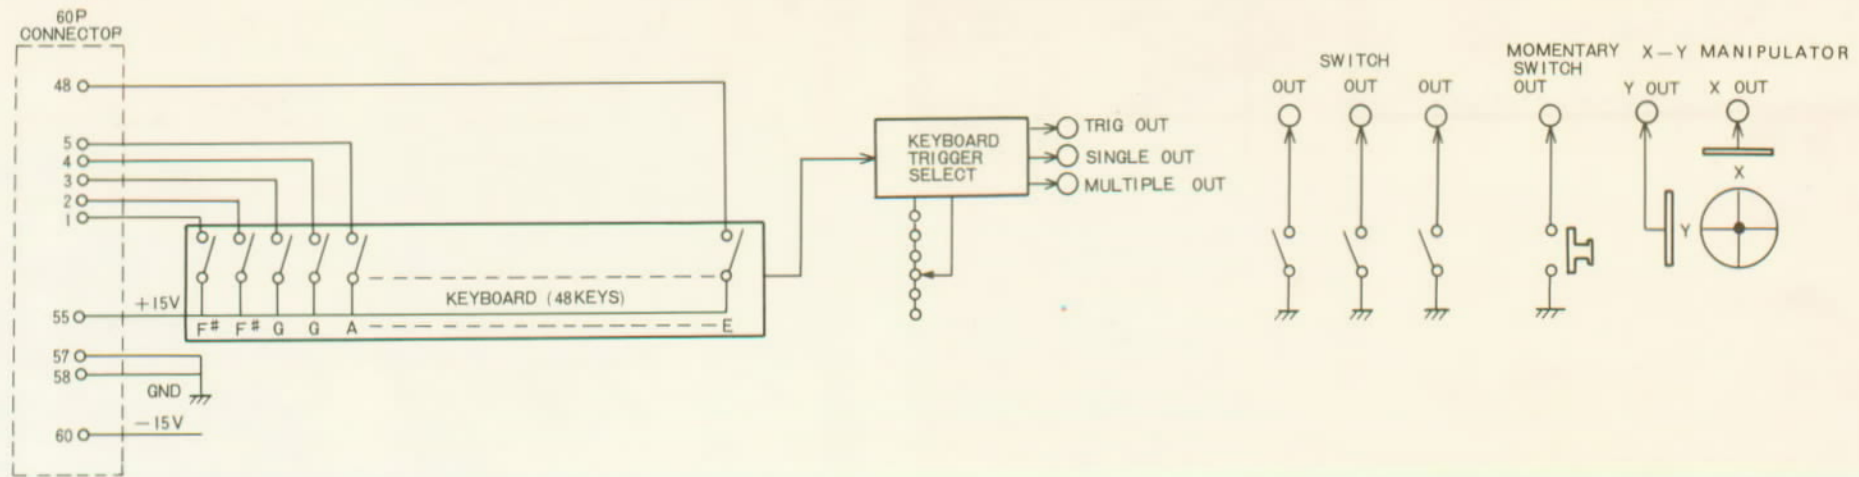 60P
CONNECTOR
48
5
4
3
2
1
+15V
55
KEYBOARD (48KEYS)
F# F# G G A E
57
58
GND
-15V
60
KEYBOARD
TRIGGER
SELECT
TRIG OUT
SINGLE OUT
MULTIPLE OUT
SWITCH
OUT OUT OUT
MOMENTARY
SWITCH
OUT
X-Y MANIPULATOR
Y OUT X OUT
X
Y